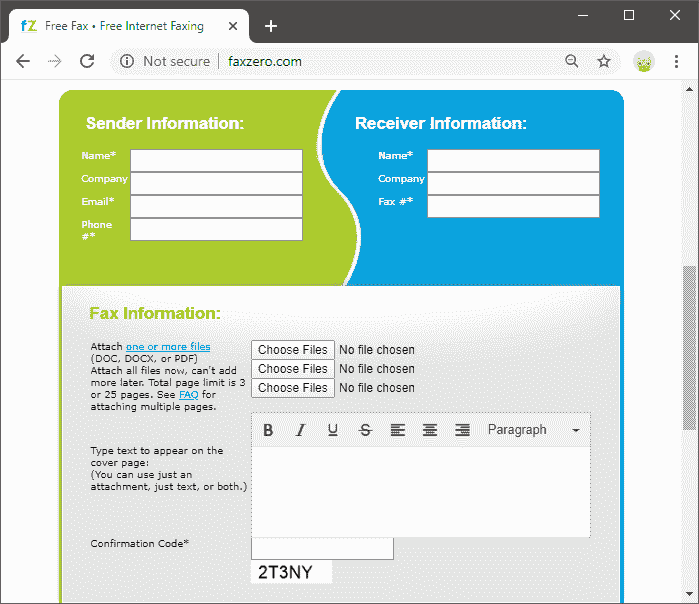 fZ Free Fax • Free Internet Faxing
Not secure faxzero.com
Sender Information:
Name*
Company
Email*
Phone
#*
Receiver Information:
Name*
Company
Fax #*
Fax Information:
Attach one or more files
(DOC, DOCX, or PDF)
Attach all files now, can't add
more later. Total page limit is 3
or 25 pages. See FAQ for
attaching multiple pages.
Choose Files No file chosen
Choose Files No file chosen
Choose Files No file chosen
B I U S Paragraph
Type text to appear on the
cover page:
(You can use just an
attachment, just text, or both.)
Confirmation Code*
2T3NY